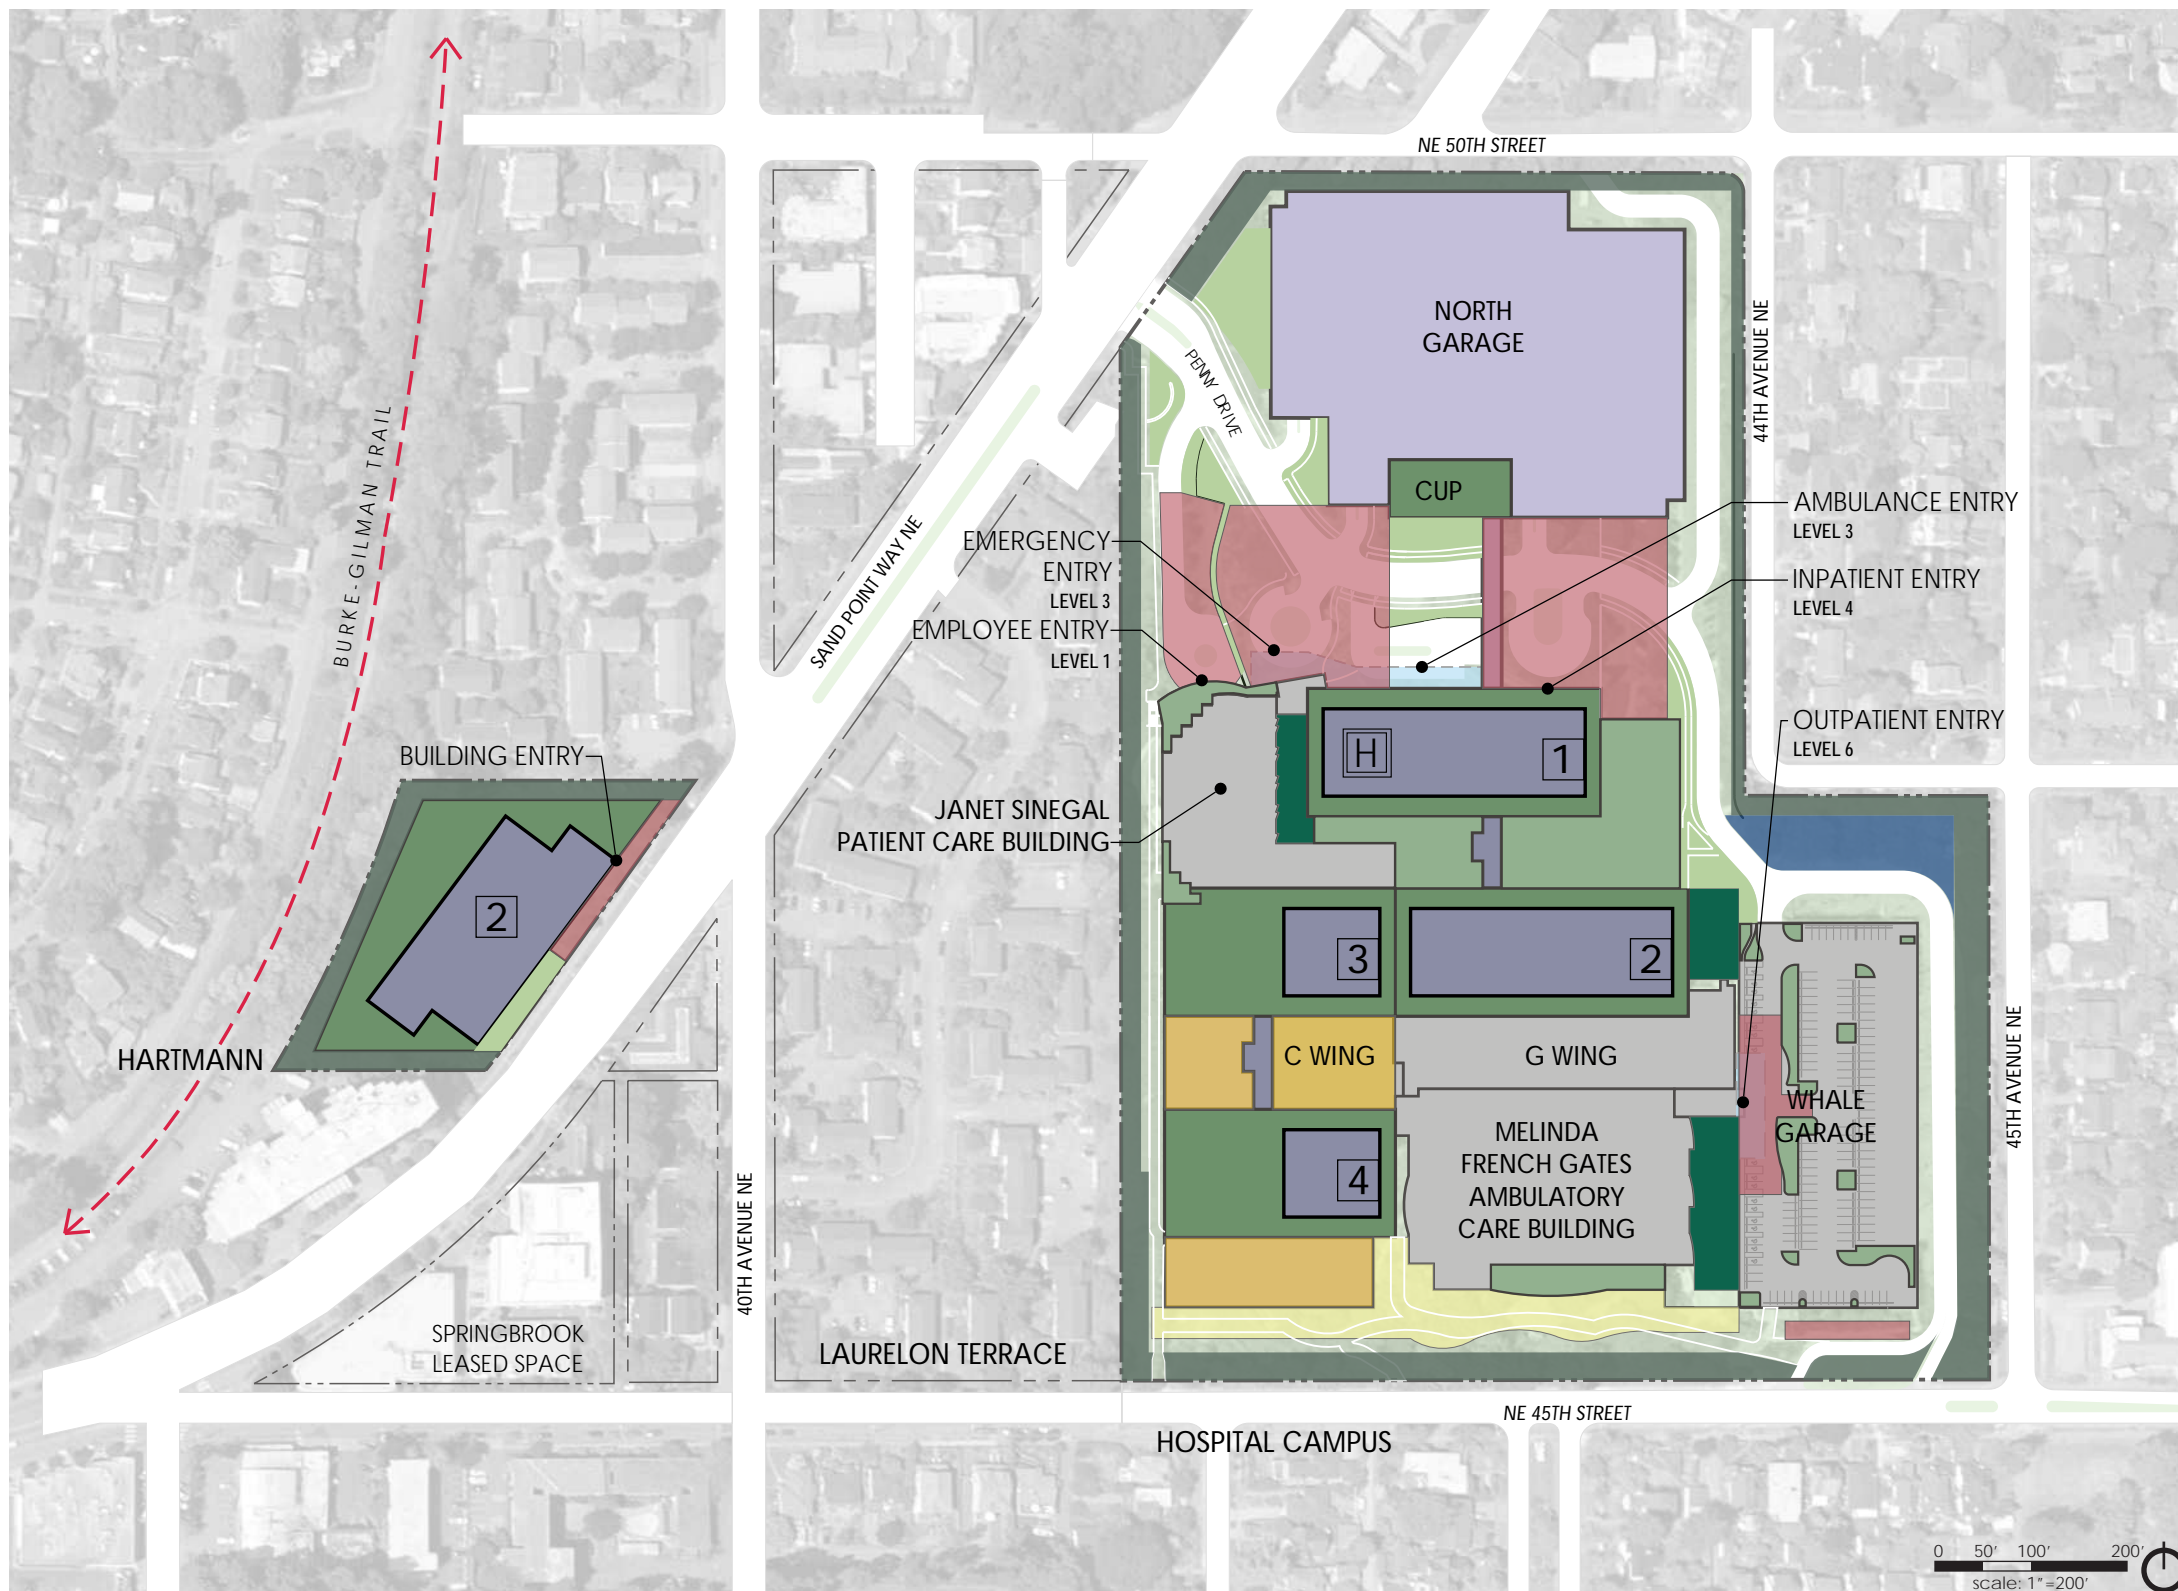 NE 50TH STREET
NORTH
GARAGE
PENNY DRIVE
44TH AVENUE NE
BURKE-GILMAN TRAIL
CUP
AMBULANCE ENTRY
LEVEL 3
EMERGENCY
ENTRY
LEVEL 3
INPATIENT ENTRY
LEVEL 4
EMPLOYEE ENTRY
LEVEL 1
SAND POINT WAY NE
OUTPATIENT ENTRY
LEVEL 6
BUILDING ENTRY
H
1
JANET SINEGAL
PATIENT CARE BUILDING
2
3
2
HARTMANN
C WING
G WING
45TH AVENUE NE
WHALE
GARAGE
MELINDA
FRENCH GATES
AMBULATORY
CARE BUILDING
4
40TH AVENUE NE
SPRINGBROOK
LEASED SPACE
LAURELON TERRACE
NE 45TH STREET
HOSPITAL CAMPUS
0 50' 100' 200'
scale: 1"=200'